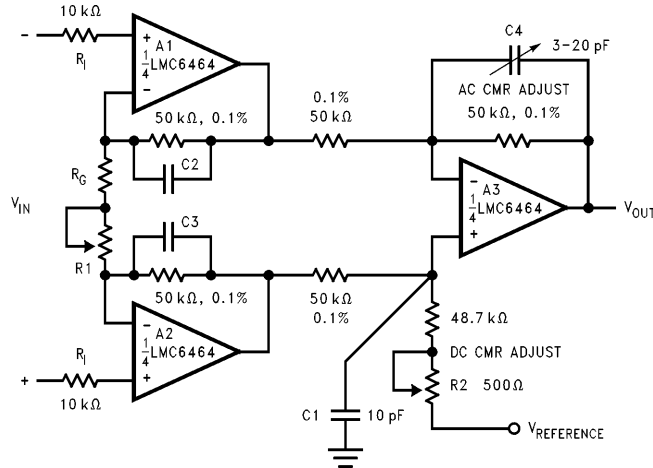 10 kΩ
C4
3–20 pF
−
+
A1
R_I
1/4 LMC6464
−
AC CMR ADJUST
50 kΩ, 0.1%
0.1%
50 kΩ
50 kΩ, 0.1%
C2
R_G
−
A3
1/4 LMC6464
+
V_IN
V_OUT
C3
R1
50 kΩ, 0.1%
50 kΩ
0.1%
48.7 kΩ
−
A2
1/4 LMC6464
+
R_I
DC CMR ADJUST
+
10 kΩ
R2 500Ω
C1
10 pF
V_REFERENCE